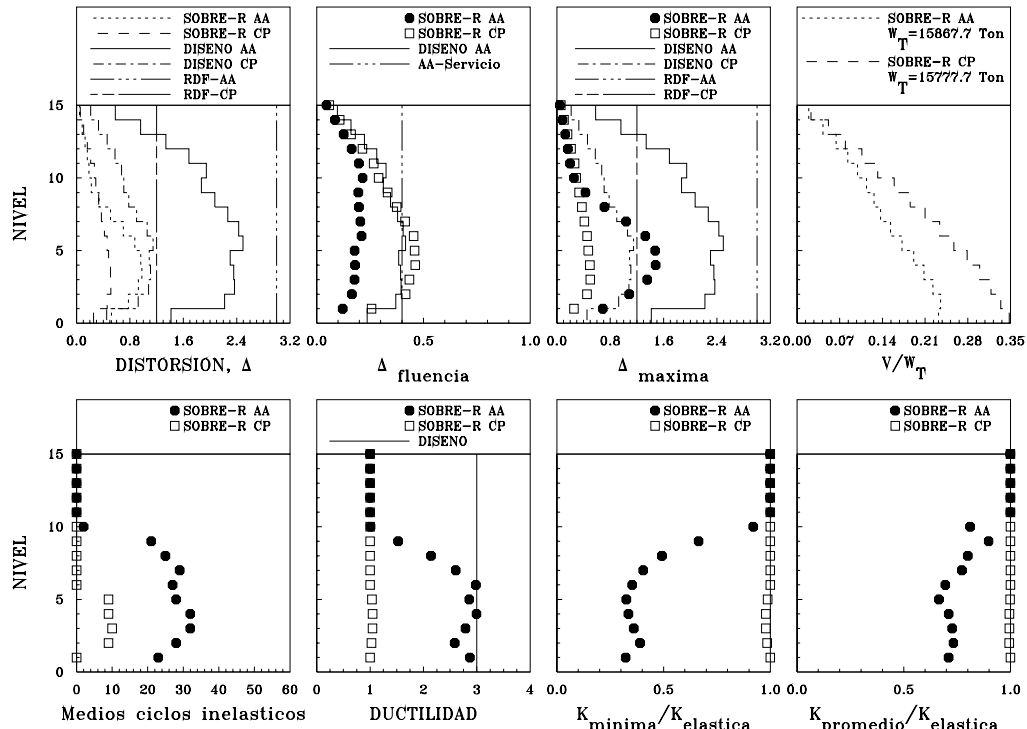 SOBRE-R AA
SOBRE-R CP
DISENO AA
DISENO CP
RDF-AA
RDF-CP
NIVEL
15
10
5
0
0.0
0.8
1.6
2.4
3.2
DISTORSION, Δ
SOBRE-R AA
SOBRE-R CP
DISENO AA
AA-Servicio
0.0
0.5
1.0
Δ fluencia
SOBRE-R AA
SOBRE-R CP
DISENO AA
DISENO CP
RDF-AA
RDF-CP
0.0
0.8
1.6
2.4
3.2
Δ maxima
SOBRE-R AA
W_T=15867.7 Ton
SOBRE-R CP
W_T=15777.7 Ton
0.00
0.07
0.14
0.21
0.28
0.35
V/W_T
SOBRE-R AA
SOBRE-R CP
NIVEL
15
10
5
0
0
10
20
30
40
50
60
Medios ciclos inelasticos
SOBRE-R AA
SOBRE-R CP
DISENO
0
1
2
3
4
DUCTILIDAD
SOBRE-R AA
SOBRE-R CP
0.0
0.5
1.0
K minima/K elastica
SOBRE-R AA
SOBRE-R CP
0.0
0.5
1.0
K promedio/K elastica